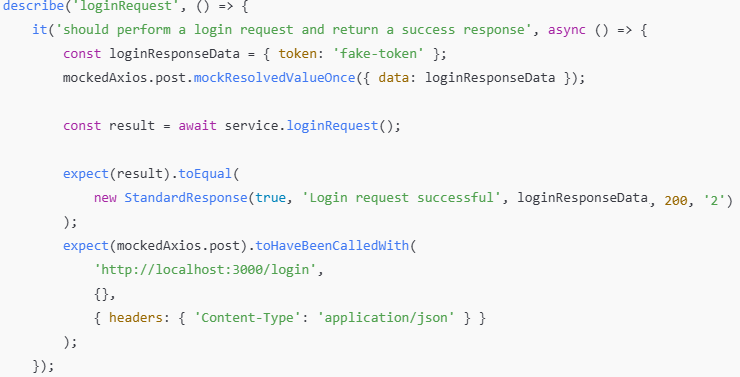 describe('loginRequest', () => {
    it('should perform a login request and return a success response', async () => {
        const loginResponseData = { token: 'fake-token' };
        mockedAxios.post.mockResolvedValueOnce({ data: loginResponseData });

        const result = await service.loginRequest();

        expect(result).toEqual(
            new StandardResponse(true, 'Login request successful', loginResponseData, 200, '2')
        );
        expect(mockedAxios.post).toHaveBeenCalledWith(
            'http://localhost:3000/login',
            {},
            { headers: { 'Content-Type': 'application/json' } }
        );
    });